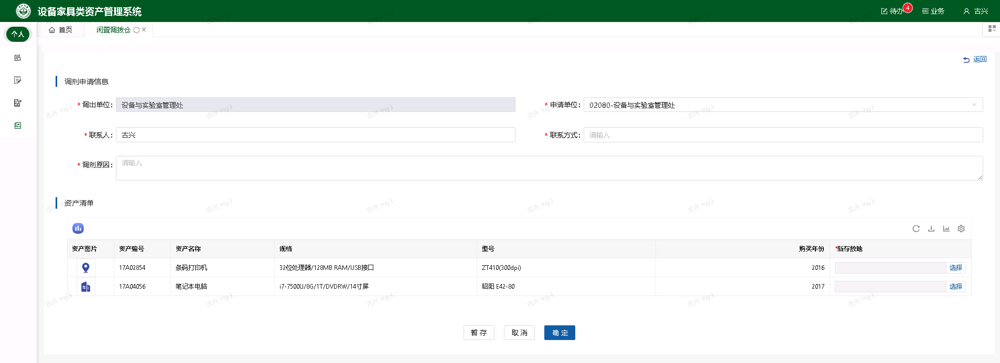 设备家具类资产管理系统
待办 4 业务 古兴
个人 首页 闲置调拨仓
返回
调剂申请信息
* 调出单位： 设备与实验室管理处 * 申请单位： 02080-设备与实验室管理处
* 联系人： 古兴 * 联系方式： 请输入
* 调剂原因： 请输入
资产清单
资产图片 资产编号 资产名称 规格 型号 购买年份 *新存放地
17A02854 条码打印机 32位处理器/128MB RAM/USB接口 ZT410(300dpi) 2016 选择
17A04056 笔记本电脑 i7-7500U/8G/1T/DVDRW/14寸屏 昭阳 E42-80 2017 选择
暂 存 取 消 确 定
古兴 ing3